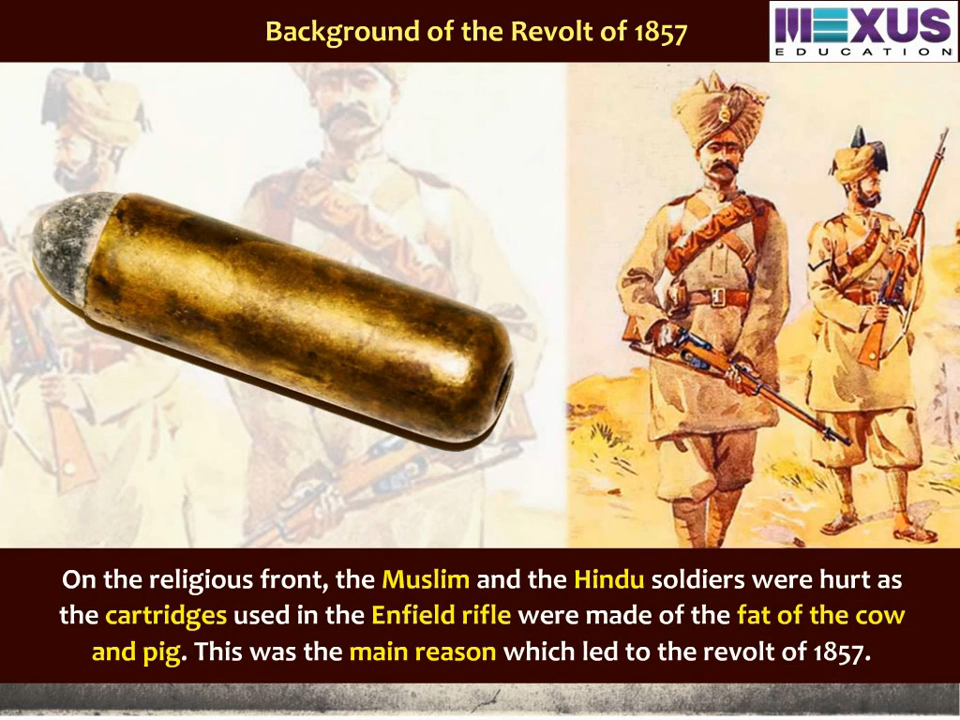 Background of the Revolt of 1857
MEXUS
EDUCATION
On the religious front, the Muslim and the Hindu soldiers were hurt as
the cartridges used in the Enfield rifle were made of the fat of the cow
and pig. This was the main reason which led to the revolt of 1857.